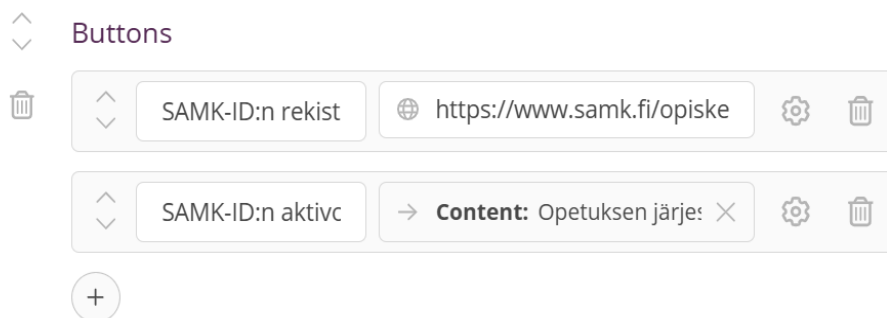 Buttons
SAMK-ID:n rekist
https://www.samk.fi/opiske
SAMK-ID:n aktivo
Content: Opetuksen järjes